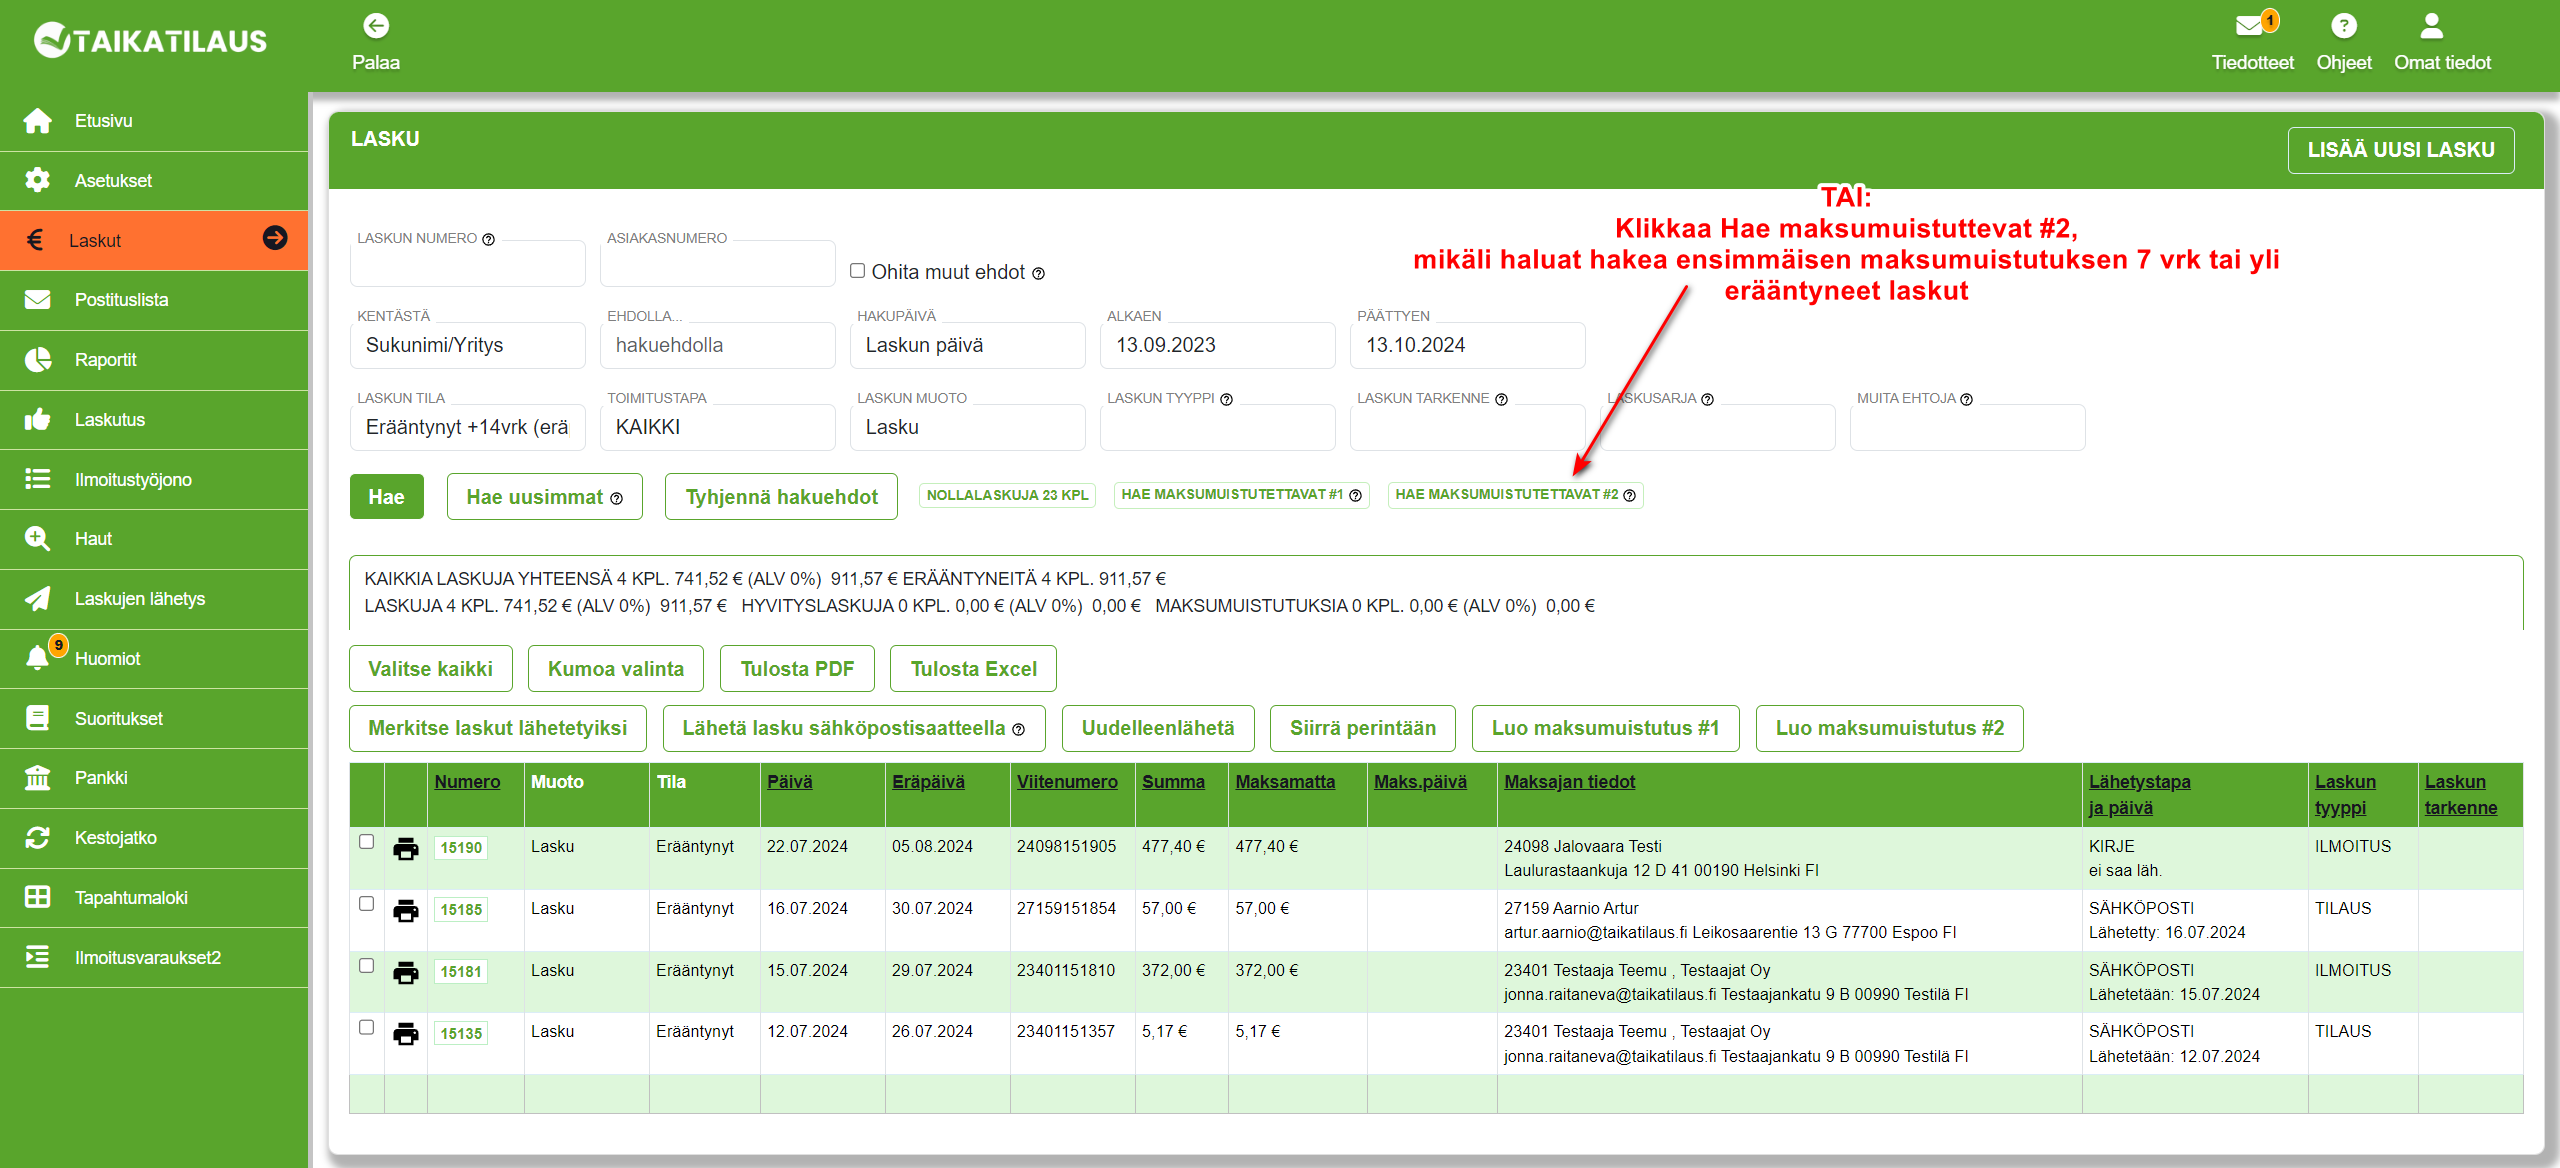 TAIKATILAUS
Palaa
1
Tiedotteet
Ohjeet
Omat tiedot
Etusivu
Asetukset
Laskut
Postituslista
Raportit
Laskutus
Ilmoitustyöjono
Haut
Laskujen lähetys
9
Huomiot
Suoritukset
Pankki
Kestojatko
Tapahtumaloki
Ilmoitusvaraukset2
LASKU
LISÄÄ UUSI LASKU
TAI:
Klikkaa Hae maksumuistuttevat #2,
mikäli haluat hakea ensimmäisen maksumuistutuksen 7 vrk tai yli
erääntyneet laskut
LASKUN NUMERO
ASIAKASNUMERO
Ohita muut ehdot
KENTÄSTÄ EHDOLLA... HAKUPÄIVÄ ALKAEN PÄÄTTYEN
Sukunimi/Yritys hakuehdolla Laskun päivä 13.09.2023 13.10.2024
LASKUN TILA TOIMITUSTAPA LASKUN MUOTO LASKUN TYYPPI LASKUN TARKENNE LASKUSARJA MUITA EHTOJA
Erääntynyt +14vrk (erä KAIKKI Lasku
Hae Hae uusimmat Tyhjennä hakuehdot NOLLALASKUJA 23 KPL HAE MAKSUMUISTUTETTAVAT #1 HAE MAKSUMUISTUTETTAVAT #2
KAIKKIA LASKUJA YHTEENSÄ 4 KPL. 741,52 € (ALV 0%) 911,57 € ERÄÄNTYNEITÄ 4 KPL. 911,57 €
LASKUJA 4 KPL. 741,52 € (ALV 0%) 911,57 € HYVITYSLASKUJA 0 KPL. 0,00 € (ALV 0%) 0,00 € MAKSUMUISTUTUKSIA 0 KPL. 0,00 € (ALV 0%) 0,00 €
Valitse kaikki Kumoa valinta Tulosta PDF Tulosta Excel
Merkitse laskut lähetetyiksi Lähetä lasku sähköpostisaatteella Uudelleenlähetä Siirrä perintään Luo maksumuistutus #1 Luo maksumuistutus #2
Numero Muoto Tila Päivä Eräpäivä Viitenumero Summa Maksamatta Maks.päivä Maksajan tiedot Lähetystapa Laskun Laskun
ja päivä tyyppi tarkenne
15190 Lasku Erääntynyt 22.07.2024 05.08.2024 24098151905 477,40 € 477,40 € 24098 Jalovaara Testi KIRJE ILMOITUS
Laulurastaankuja 12 D 41 00190 Helsinki FI ei saa läh.
15185 Lasku Erääntynyt 16.07.2024 30.07.2024 27159151854 57,00 € 57,00 € 27159 Aarnio Artur SÄHKÖPOSTI TILAUS
artur.aarnio@taikatilaus.fi Leikosaarentie 13 G 77700 Espoo FI Lähetetty: 16.07.2024
15181 Lasku Erääntynyt 15.07.2024 29.07.2024 23401151810 372,00 € 372,00 € 23401 Testaaja Teemu , Testaajat Oy SÄHKÖPOSTI ILMOITUS
jonna.raitaneva@taikatilaus.fi Testaajankatu 9 B 00990 Testilä FI Lähetetään: 15.07.2024
15135 Lasku Erääntynyt 12.07.2024 26.07.2024 23401151357 5,17 € 5,17 € 23401 Testaaja Teemu , Testaajat Oy SÄHKÖPOSTI TILAUS
jonna.raitaneva@taikatilaus.fi Testaajankatu 9 B 00990 Testilä FI Lähetetään: 12.07.2024